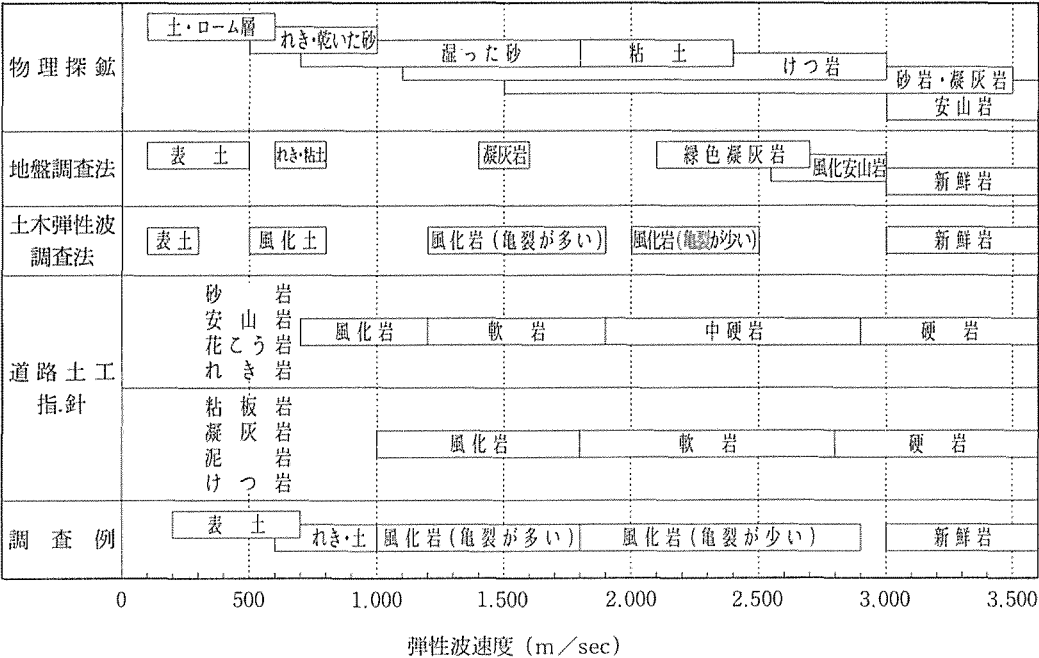 物理探鉱
土・ローム層
れき・乾いた砂
湿った砂
粘土
けつ岩
砂岩・凝灰岩
安山岩
地盤調査法
表土
れき・粘土
凝灰岩
緑色凝灰岩
風化安山岩
新鮮岩
土木弾性波
調査法
表土
風化土
風化岩(亀裂が多い)
風化岩(亀裂が少い)
新鮮岩
道路土工
指針
砂岩
安山岩
花こう岩
れき岩
風化岩
軟岩
中硬岩
硬岩
粘板岩
凝灰岩
泥岩
けつ岩
風化岩
軟岩
硬岩
調査例
表土
れき・土
風化岩(亀裂が多い)
風化岩(亀裂が少い)
新鮮岩
0 500 1.000 1.500 2.000 2.500 3.000 3.500
弾性波速度(m/sec)